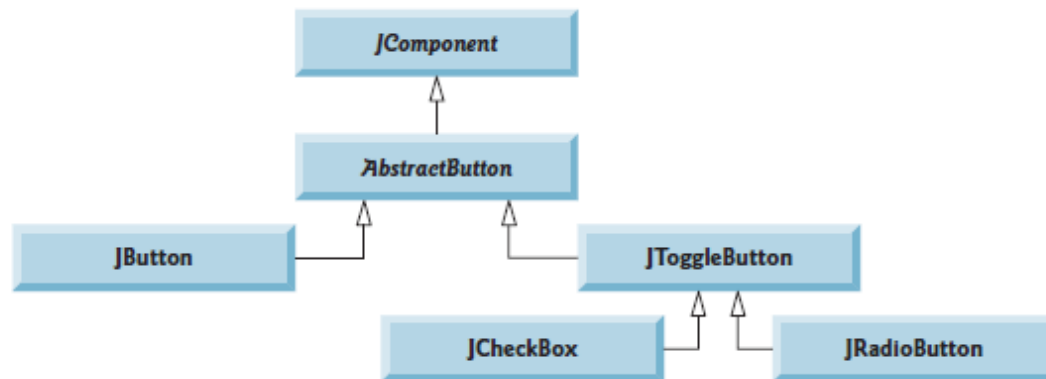 JComponent
AbstractButton
JButton
JToggleButton
JCheckBox
JRadioButton